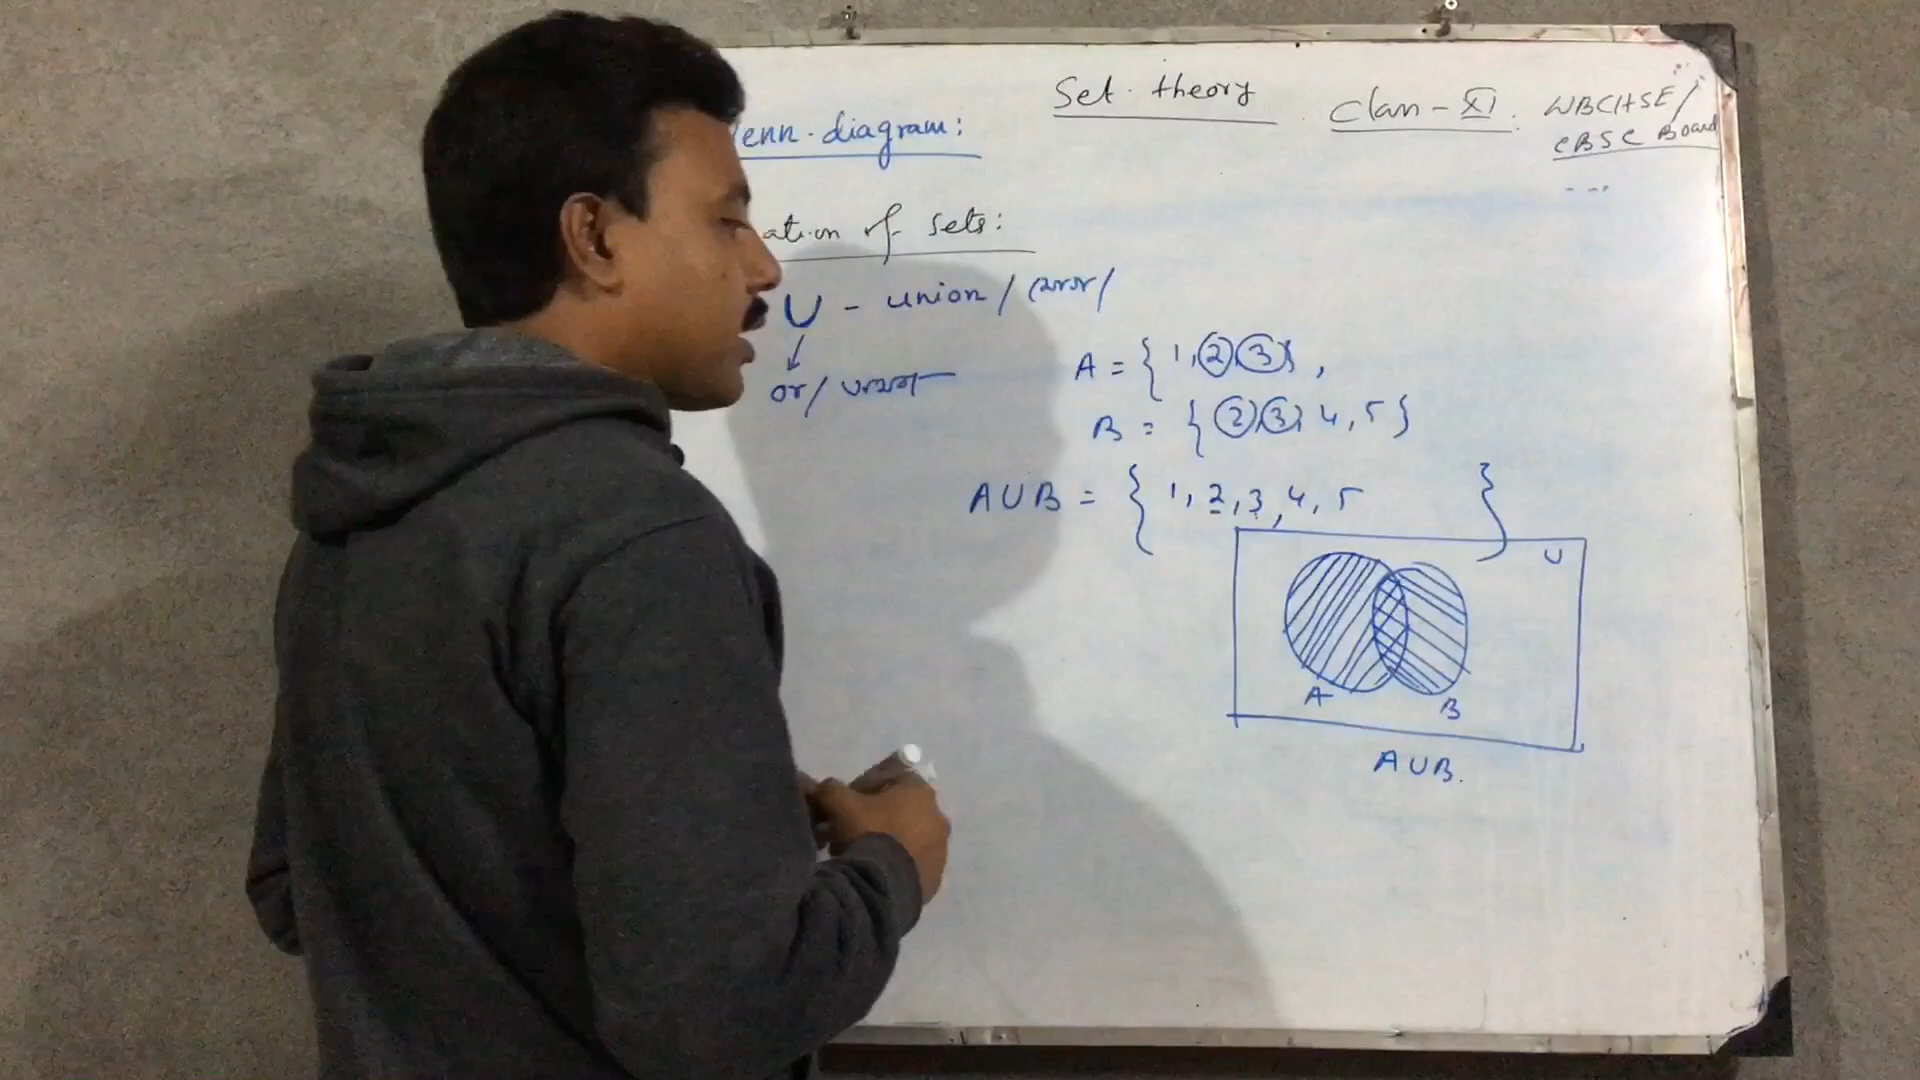 Set theory
Class - XI
WBCHSE /
CBSE Board
enn diagram:
ation of sets:
U - union /
or /
A = { 1, 2, 3 },
B = { 2, 3, 4, 5 }
A U B = { 1, 2, 3, 4, 5 }
U
A
B
A U B.